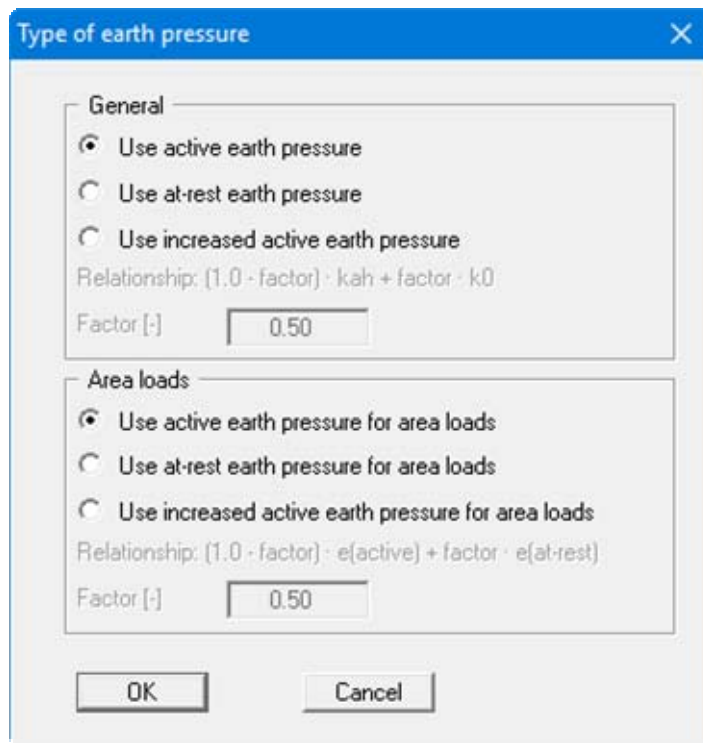 Type of earth pressure
General
Use active earth pressure
Use at-rest earth pressure
Use increased active earth pressure
Relationship: (1.0 - factor) · kah + factor · k0
Factor [-] 0.50
Area loads
Use active earth pressure for area loads
Use at-rest earth pressure for area loads
Use increased active earth pressure for area loads
Relationship: (1.0 - factor) · e(active) + factor · e(at-rest)
Factor [-] 0.50
OK Cancel